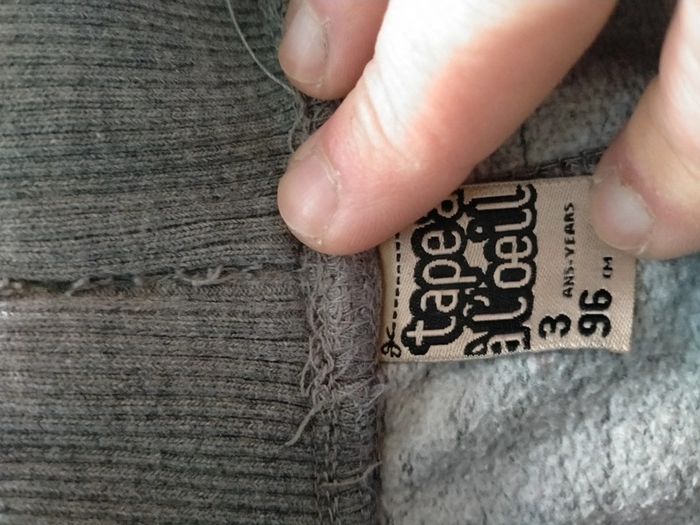 tape à
l'oeil
3 ANS-YEARS
96 CM